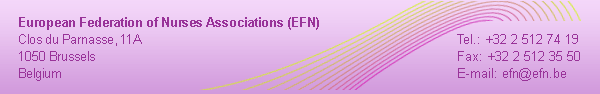 European Federation of Nurses Associations (EFN)
Clos du Parnasse, 11A
1050 Brussels
Belgium
Tel.: +32 2 512 74 19
Fax: +32 2 512 35 50
E-mail: efn@efn.be